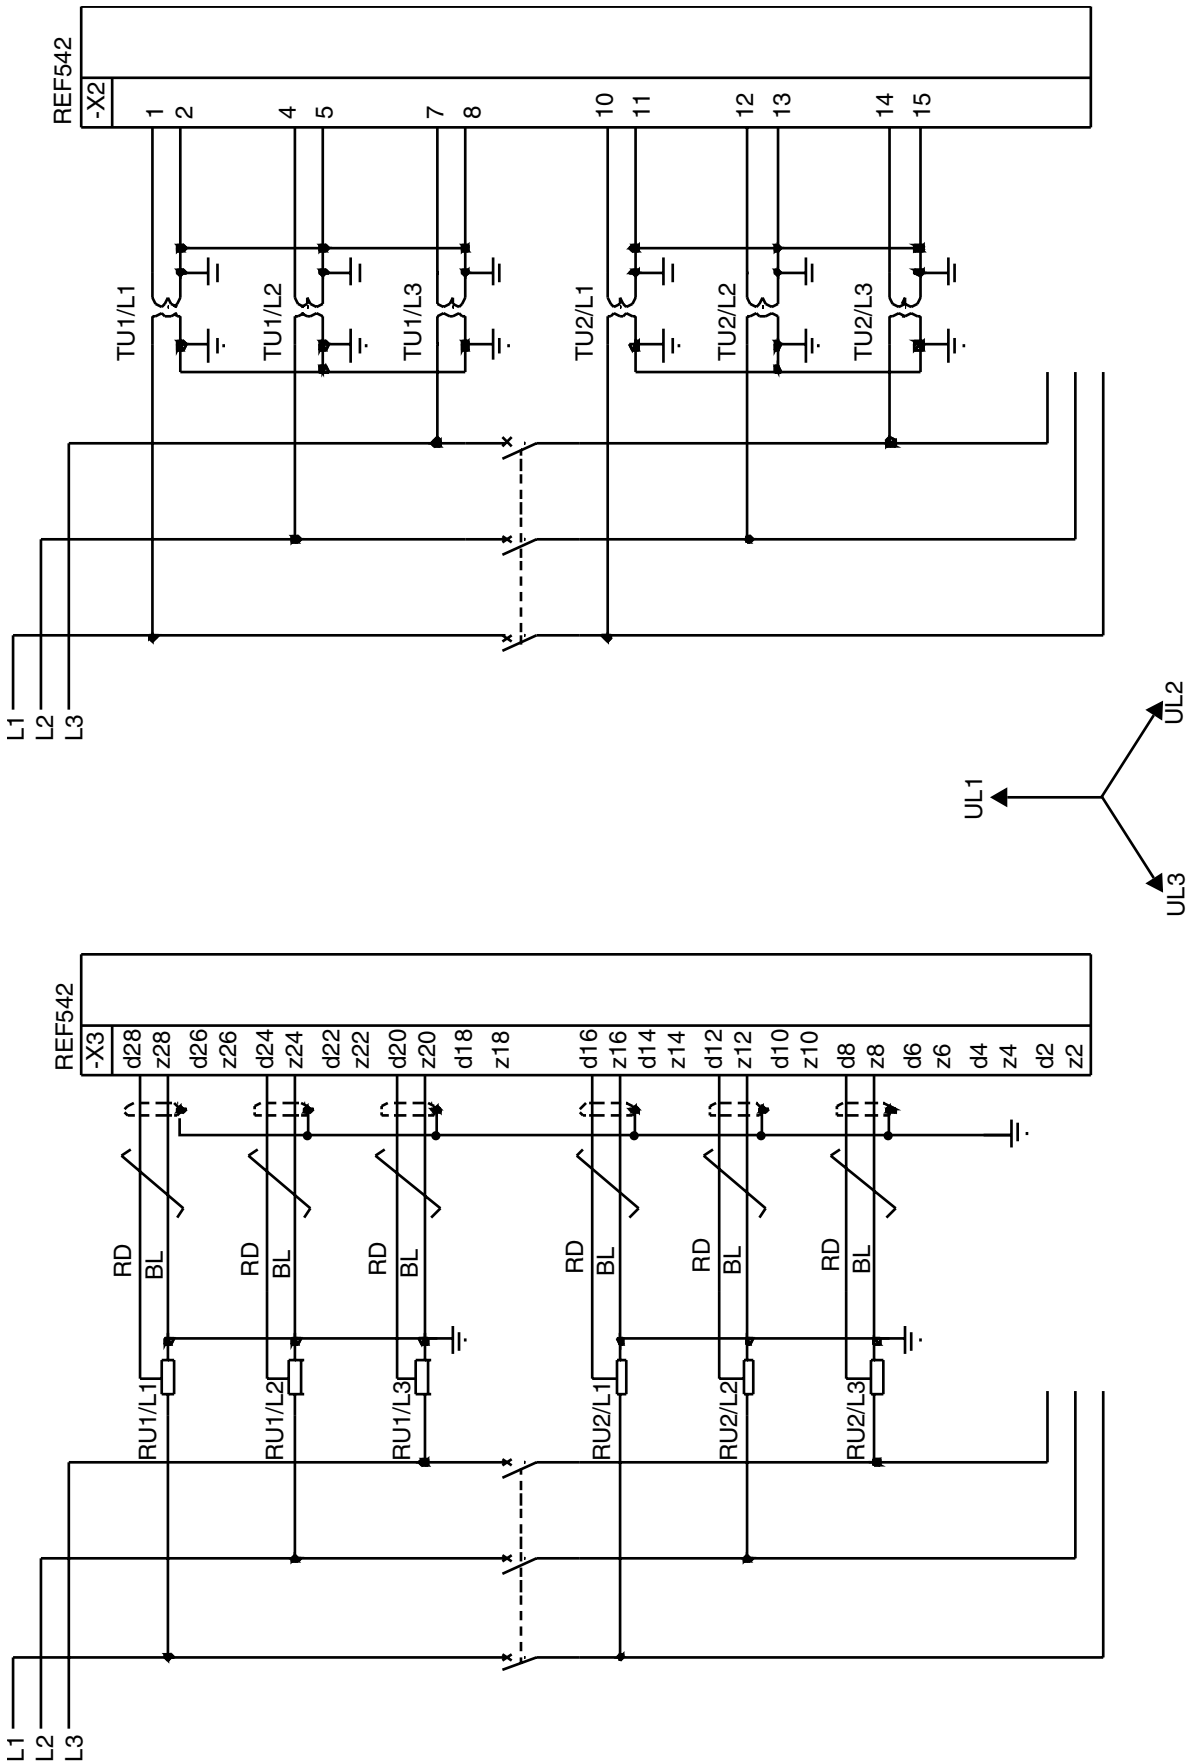 REF542
-X2
1
2
4
5
7
8
10
11
12
13
14
15
TU1/L1
TU1/L2
TU1/L3
TU2/L1
TU2/L2
TU2/L3
L1
L2
L3
UL1
UL2
UL3
REF542
-X3
d28
z28
d26
z26
d24
z24
d22
z22
d20
z20
d18
z18
d16
z16
d14
z14
d12
z12
d10
z10
d8
z8
d6
z6
d4
z4
d2
z2
RD
BL
RD
BL
RD
BL
RD
BL
RD
BL
RD
BL
RU1/L1
RU1/L2
RU1/L3
RU2/L1
RU2/L2
RU2/L3
L1
L2
L3